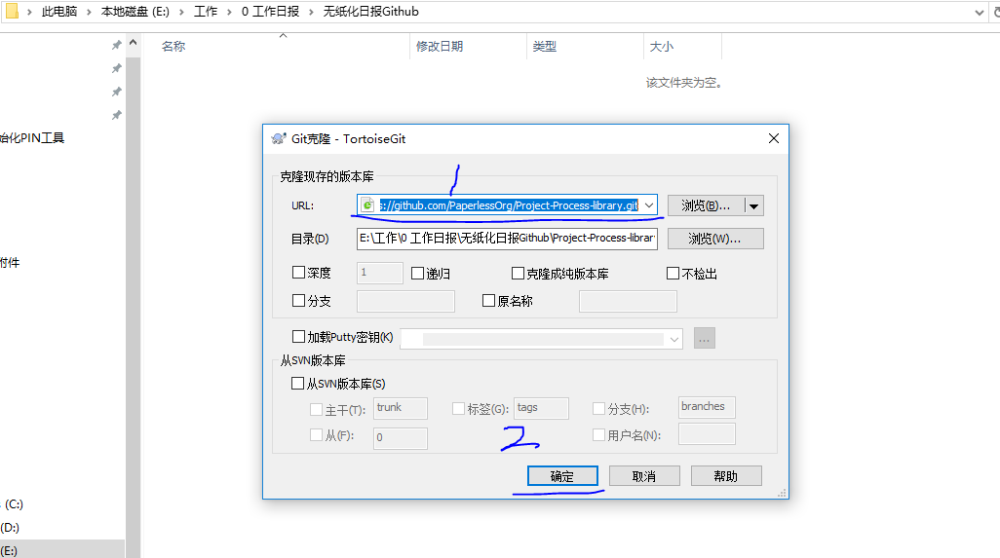 此电脑 › 本地磁盘 (E:) › 工作 › 0 工作日报 › 无纸化日报Github
名称 修改日期 类型 大小
该文件夹为空。
始化PIN工具
附件
(C:)
(D:)
(E:)
Git克隆 - TortoiseGit
1
克隆现存的版本库
URL: s://github.com/PaperlessOrg/Project-Process-library.git 浏览(B)...
目录(D) E:\工作\0 工作日报\无纸化日报Github\Project-Process-librar 浏览(W)...
深度 1 递归 克隆成纯版本库 不检出
分支 原名称
加载Putty密钥(K) ...
从SVN版本库
从SVN版本库(S)
主干(T): trunk 标签(G): tags 分支(H): branches
从(F): 0 用户名(N):
2
确定 取消 帮助